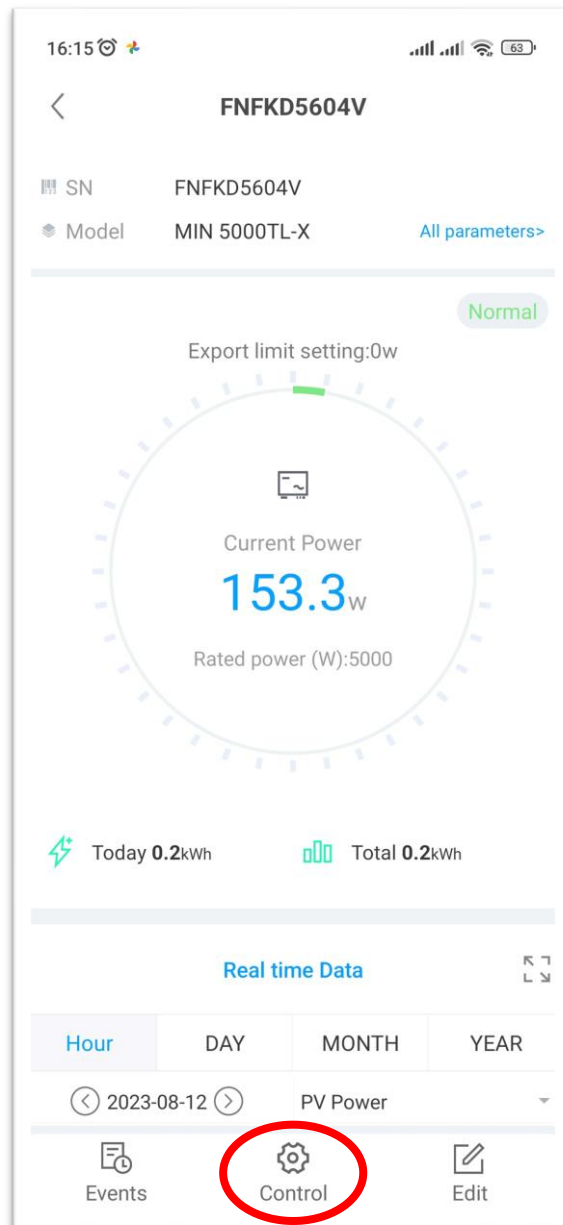 16:15 63
FNFKD5604V
SN FNFKD5604V
Model MIN 5000TL-X All parameters>
Normal
Export limit setting:0w
Current Power
153.3w
Rated power (W):5000
Today 0.2kWh Total 0.2kWh
Real time Data
Hour DAY MONTH YEAR
2023-08-12 PV Power
Events Control Edit